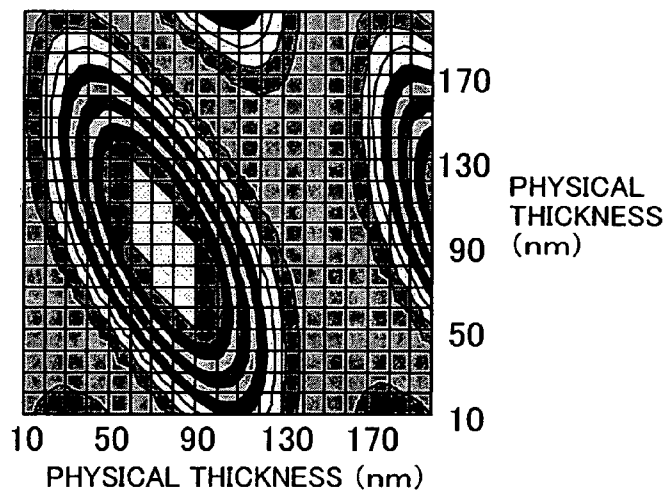 170
130
PHYSICAL
THICKNESS
(nm)
90
50
10
10 50 90 130 170
PHYSICAL THICKNESS (nm)